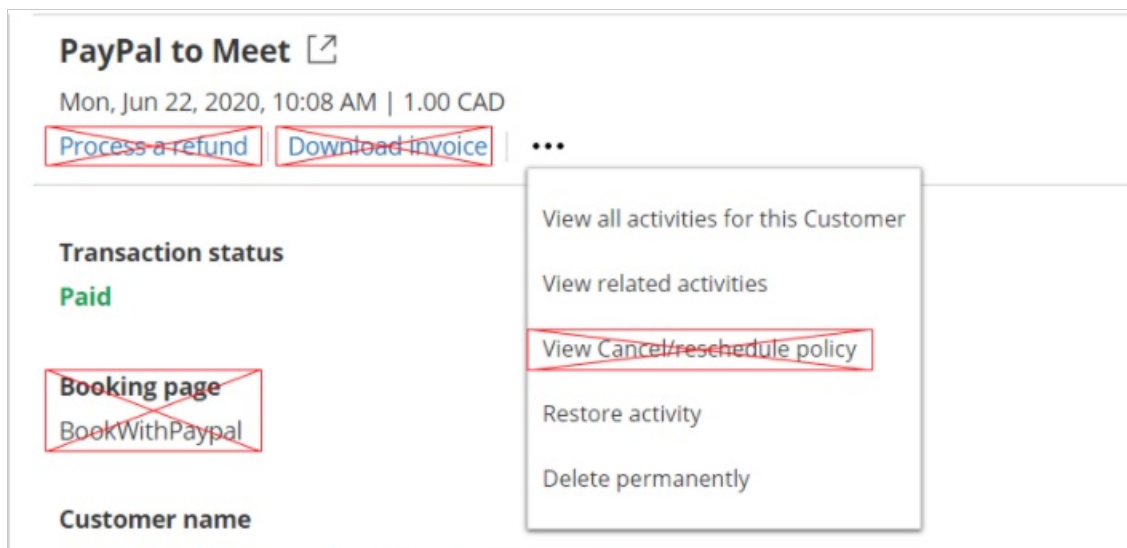 PayPal to Meet
Mon, Jun 22, 2020, 10:08 AM | 1.00 CAD
Process a refund | Download invoice | •••
View all activities for this Customer
View related activities
View Cancel/reschedule policy
Restore activity
Delete permanently
Transaction status
Paid
Booking page
BookWithPaypal
Customer name